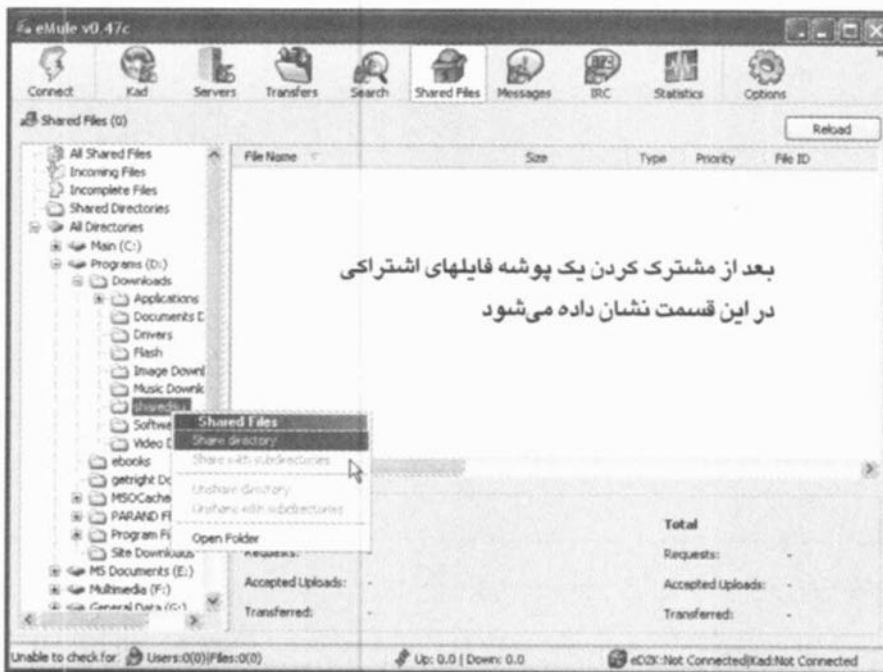 eMule v0.47c
Connect Kad Servers Transfers Search Shared Files Messages IRC Statistics Options
Shared Files (0)
Reload
All Shared Files
Incoming Files
Incomplete Files
Shared Directories
All Directories
Main (C:)
Programs (D:)
Downloads
Applications
Documents D
Drivers
Flash
Image Downl
Music Downk
Softwa
Video D
ebooks
getright Do
MSOCache
PARAND Fi
Program Fi
Site Downloads
MS Documents (E:)
Multimedia (F:)
General Data (G:)
File Name Size Type Priority File ID
بعد از مشترک کردن یک پوشه فایلهای اشتراکی
در این قسمت نشان داده می‌شود
Shared Files
Share directory
Share with subdirectories
Unshare directory
Unshare with subdirectories
Open Folder
Requests:
Accepted Uploads: -
Transferred: -
Total
Requests: -
Accepted Uploads: -
Transferred: -
Unable to check for Users:0(0)|Files:0(0) Up: 0.0 | Down: 0.0 eD2K:Not Connected|Kad:Not Connected